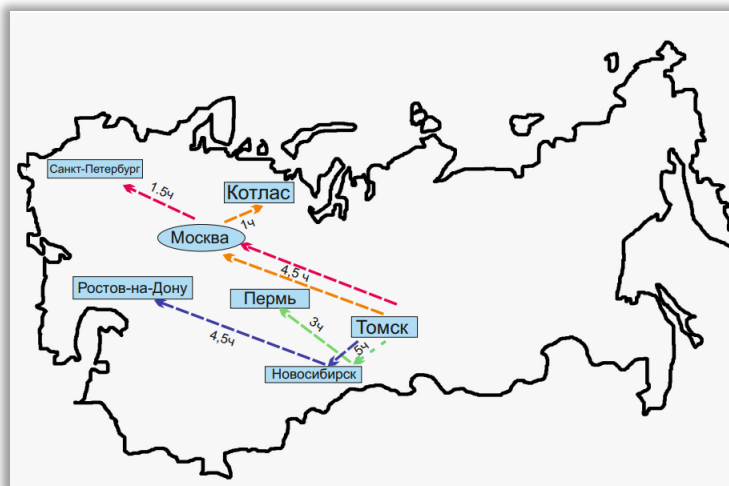 Санкт-Петербург
1.5ч
Котлас
1ч
Москва
4,5 ч
Ростов-на-Дону
Пермь
3ч
Томск
4,5ч
5ч
Новосибирск